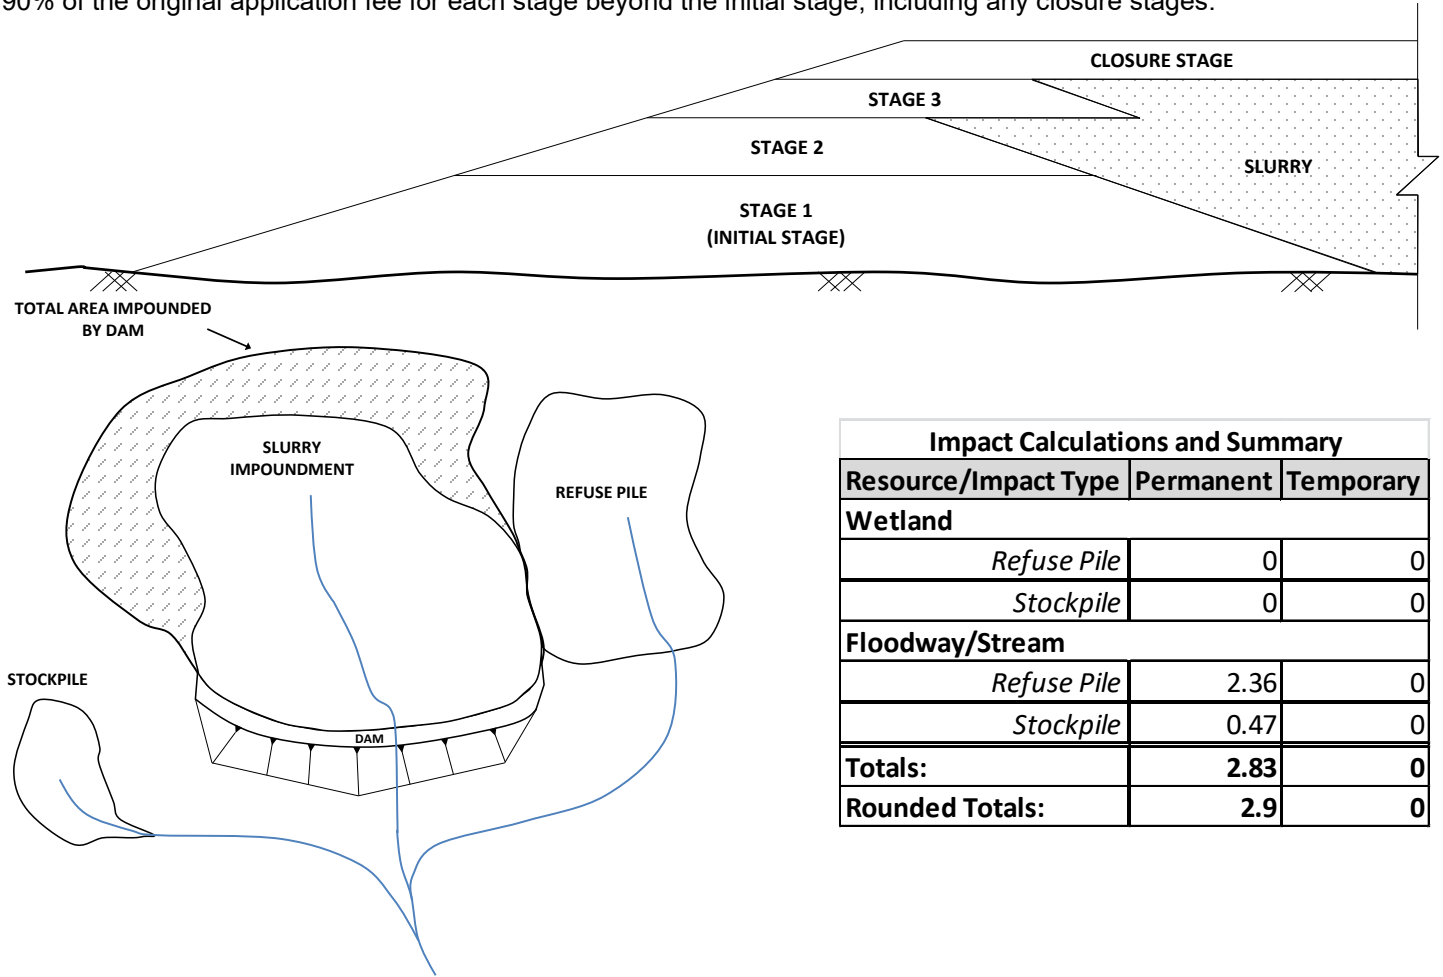 90% of the original application fee for each stage beyond the initial stage, including any closure stages.
CLOSURE STAGE
STAGE 3
STAGE 2
SLURRY
STAGE 1
(INITIAL STAGE)
TOTAL AREA IMPOUNDED
BY DAM
SLURRY
IMPOUNDMENT
REFUSE PILE
STOCKPILE
DAM
Impact Calculations and Summary
Resource/Impact Type Permanent Temporary
Wetland
Refuse Pile 0 0
Stockpile 0 0
Floodway/Stream
Refuse Pile 2.36 0
Stockpile 0.47 0
Totals: 2.83 0
Rounded Totals: 2.9 0